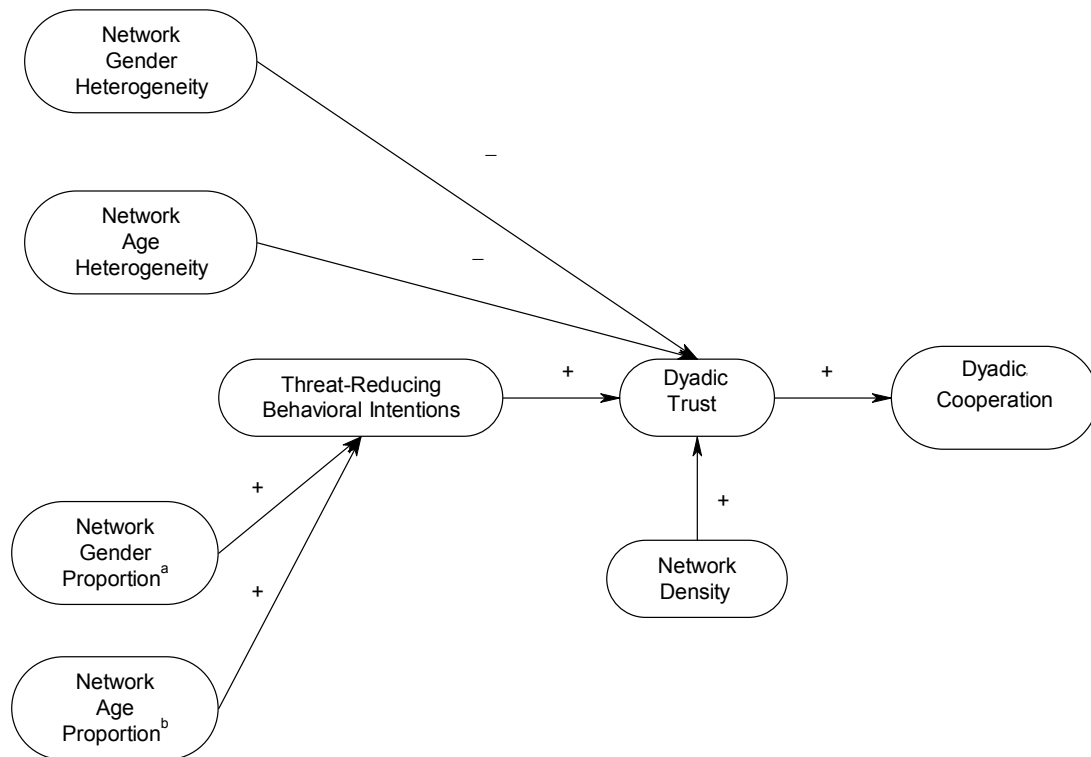 Network
Gender
Heterogeneity
–
Network
Age
Heterogeneity
–
Threat-Reducing
Behavioral Intentions
+
Dyadic
Trust
+
Dyadic
Cooperation
+
Network
Gender
Proportion^a
+
Network
Density
+
Network
Age
Proportion^b